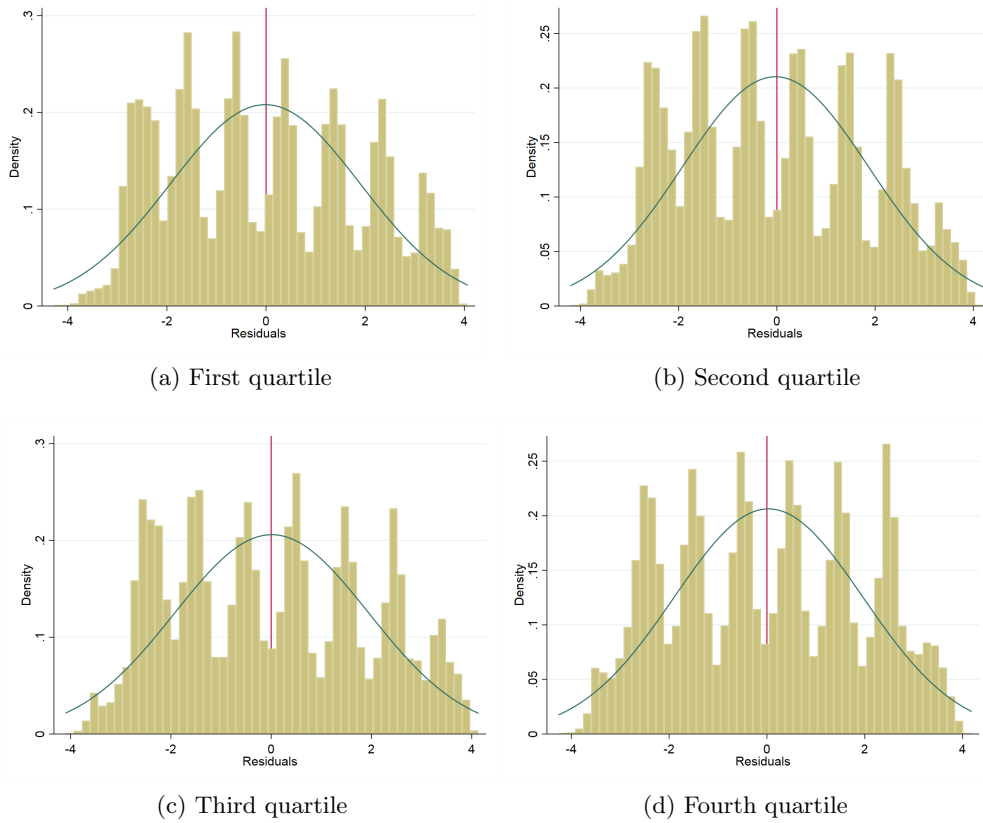 .3
.2
.1
0
Density
-4 -2 0 2 4
Residuals
(a) First quartile
.25
.2
.15
.1
.05
0
Density
-4 -2 0 2 4
Residuals
(b) Second quartile
.3
.2
.1
0
Density
-4 -2 0 2 4
Residuals
(c) Third quartile
.25
.2
.15
.1
.05
0
Density
-4 -2 0 2 4
Residuals
(d) Fourth quartile